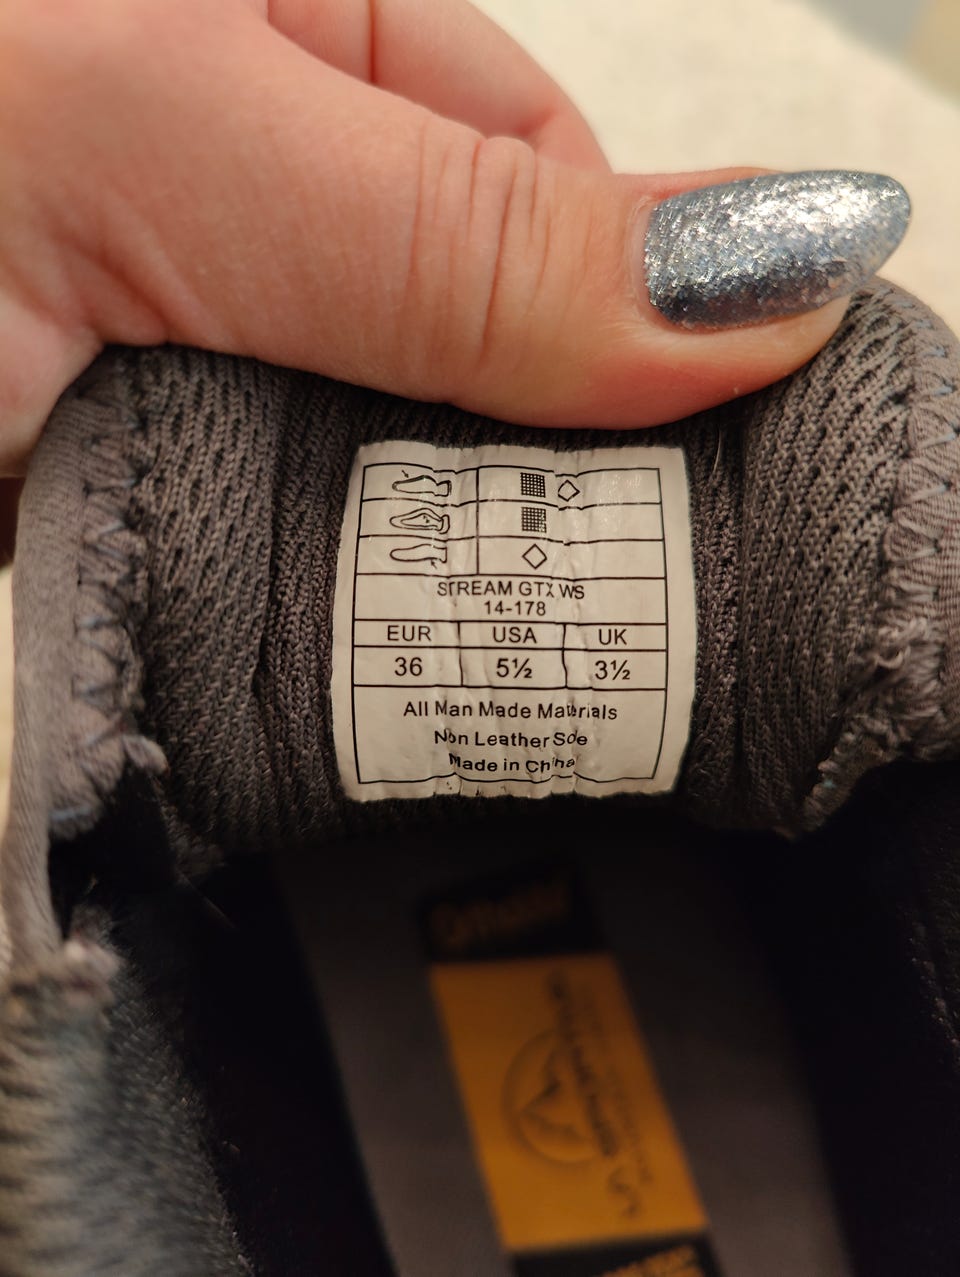 STREAM GTX WS
14-178
EUR USA UK
36 5½ 3½
All Man Made Materials
Non Leather Sole
Made in China
Ortholite